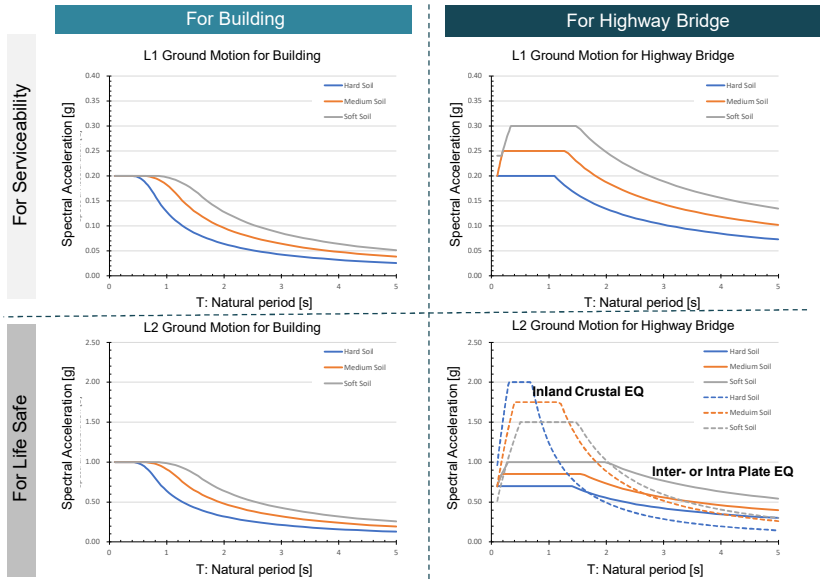 For Building
For Highway Bridge
For Serviceability
L1 Ground Motion for Building
Spectral Acceleration [g]
0.40
0.35
0.30
0.25
0.20
0.15
0.10
0.05
0.00
Hard Soil
Medium Soil
Soft Soil
0 1 2 3 4 5
T: Natural period [s]
L1 Ground Motion for Highway Bridge
Spectral Acceleration [g]
0.40
0.35
0.30
0.25
0.20
0.15
0.10
0.05
0.00
Hard Soil
Medium Soil
Soft Soil
0 1 2 3 4 5
T: Natural period [s]
For Life Safe
L2 Ground Motion for Building
Spectral Acceleration [g]
2.50
2.00
1.50
1.00
0.50
0.00
Hard Soil
Medium Soil
Soft Soil
0 1 2 3 4 5
T: Natural period [s]
L2 Ground Motion for Highway Bridge
Spectral Acceleration [g]
2.50
2.00
1.50
1.00
0.50
0.00
Hard Soil
Medium Soil
Soft Soil
Hard Soil
Meduim Soil
Soft Soil
Inland Crustal EQ
Inter- or Intra Plate EQ
0 1 2 3 4 5
T: Natural period [s]